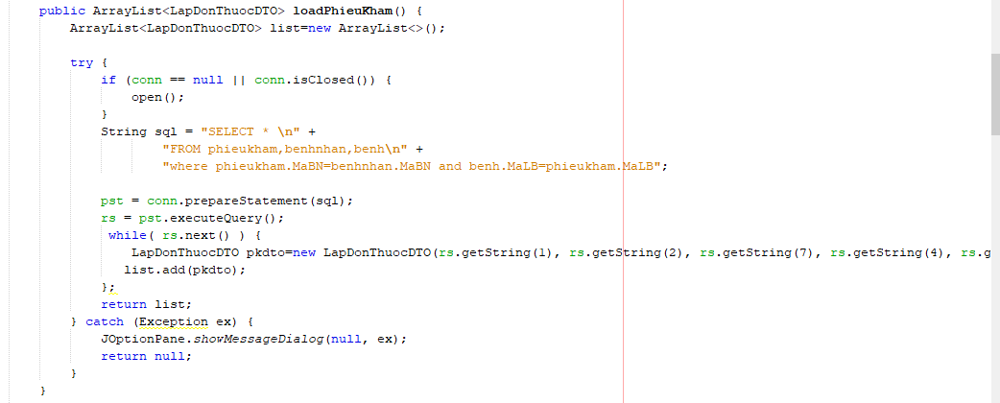 public ArrayList<LapDonThuocDTO> loadPhieuKham() {
ArrayList<LapDonThuocDTO> list=new ArrayList<>();
try {
if (conn == null || conn.isClosed()) {
open();
}
String sql = "SELECT * \n" +
"FROM phieukham,benhnhan,benh\n" +
"where phieukham.MaBN=benhnhan.MaBN and benh.MaLB=phieukham.MaLB";
pst = conn.prepareStatement(sql);
rs = pst.executeQuery();
while( rs.next() ) {
LapDonThuocDTO pkdto=new LapDonThuocDTO(rs.getString(1), rs.getString(2), rs.getString(7), rs.getString(4), rs.g
list.add(pkdto);
};
return list;
} catch (Exception ex) {
JOptionPane.showMessageDialog(null, ex);
return null;
}
}